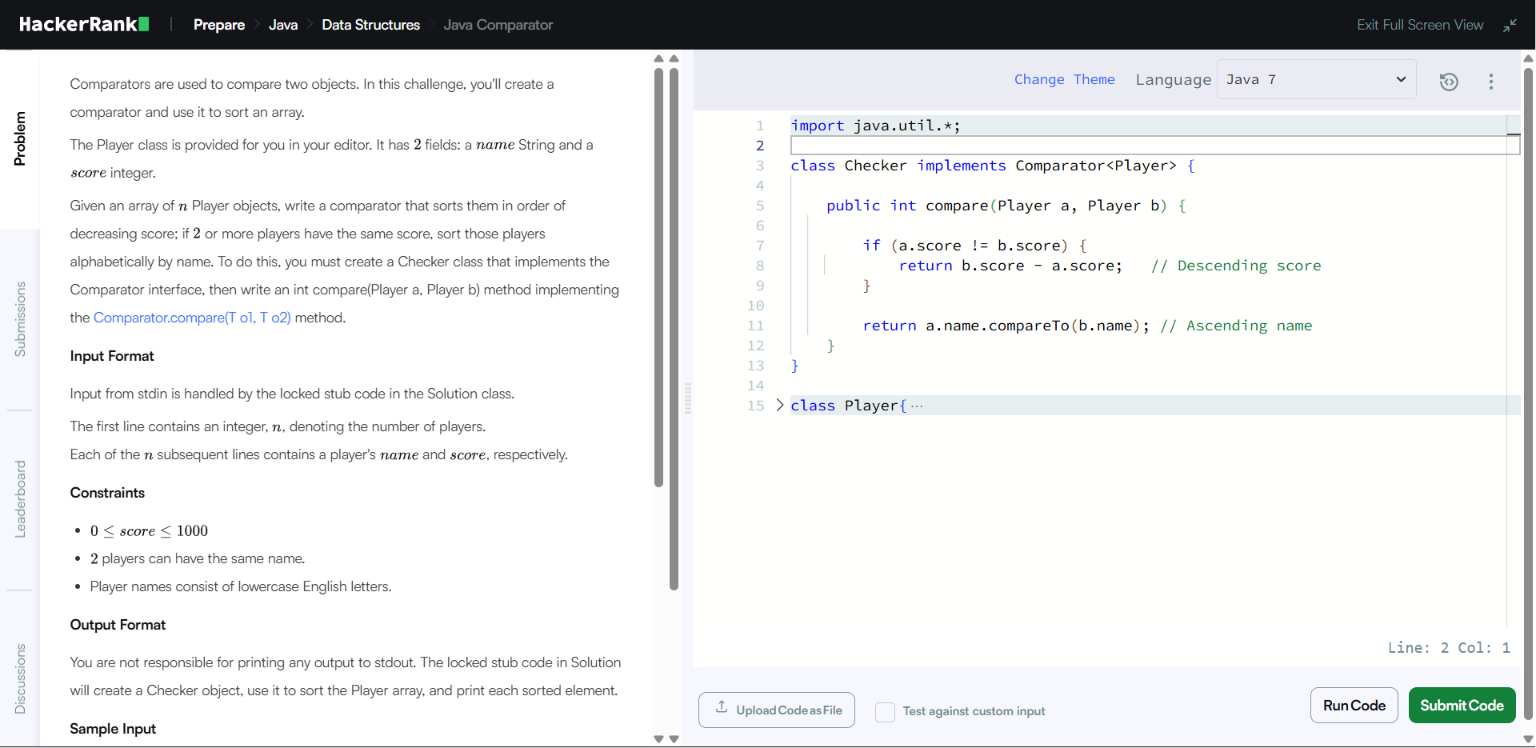 HackerRank | Prepare > Java > Data Structures > Java Comparator Exit Full Screen View
Problem
Submissions
Leaderboard
Discussions
Comparators are used to compare two objects. In this challenge, you'll create a
comparator and use it to sort an array.
The Player class is provided for you in your editor. It has 2 fields: a name String and a
score integer.
Given an array of n Player objects, write a comparator that sorts them in order of
decreasing score; if 2 or more players have the same score, sort those players
alphabetically by name. To do this, you must create a Checker class that implements the
Comparator interface, then write an int compare(Player a, Player b) method implementing
the Comparator.compare(T o1, T o2) method.
Input Format
Input from stdin is handled by the locked stub code in the Solution class.
The first line contains an integer, n, denoting the number of players.
Each of the n subsequent lines contains a player's name and score, respectively.
Constraints
• 0 ≤ score ≤ 1000
• 2 players can have the same name.
• Player names consist of lowercase English letters.
Output Format
You are not responsible for printing any output to stdout. The locked stub code in Solution
will create a Checker object, use it to sort the Player array, and print each sorted element.
Sample Input
Change Theme Language Java 7
1 import java.util.*;
2
3 class Checker implements Comparator<Player> {
4
5     public int compare(Player a, Player b) {
6
7         if (a.score != b.score) {
8             return b.score - a.score;   // Descending score
9         }
10
11         return a.name.compareTo(b.name); // Ascending name
12     }
13 }
14
15 > class Player{ ···
Line: 2 Col: 1
Upload Code as File
Test against custom input
Run Code
Submit Code